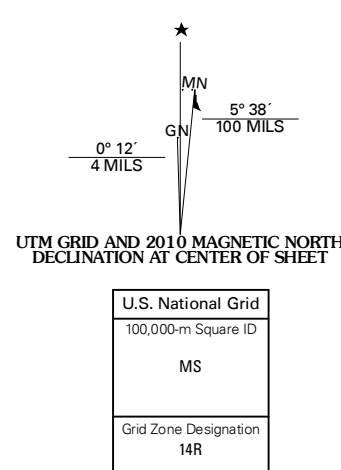 MN
GN
5° 38´
100 MILS
0° 12´
4 MILS
UTM GRID AND 2010 MAGNETIC NORTH
DECLINATION AT CENTER OF SHEET
U.S. National Grid
100,000-m Square ID
MS
Grid Zone Designation
14R